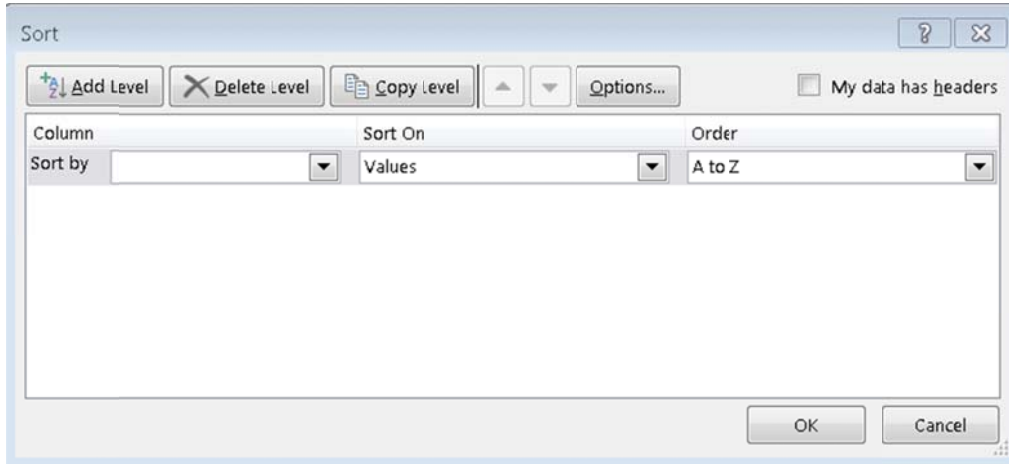 Sort
Add Level Delete Level Copy Level Options... My data has headers
Column Sort On Order
Sort by Values A to Z
OK Cancel